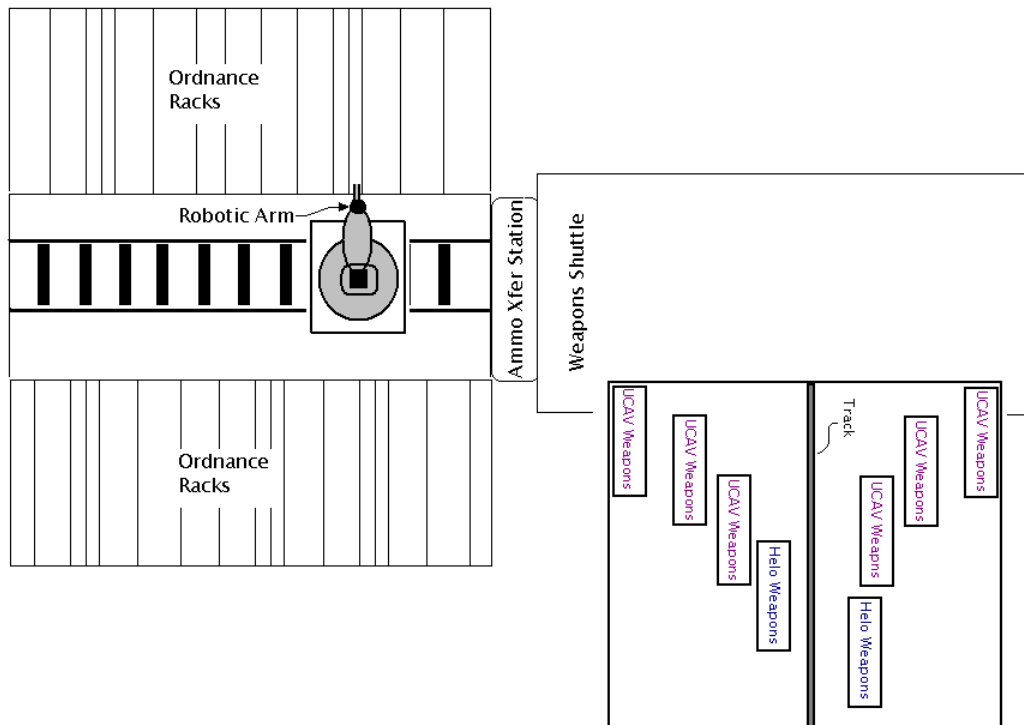 Ordnance
Racks
Robotic Arm
Ammo Xfer Station
Weapons Shuttle
Ordnance
Racks
Track
UCAV Weapons
UCAV Weapons
UCAV Weapons
Helo Weapons
UCAV Weapns
UCAV Weapons
UCAV Weapons
Helo Weapons